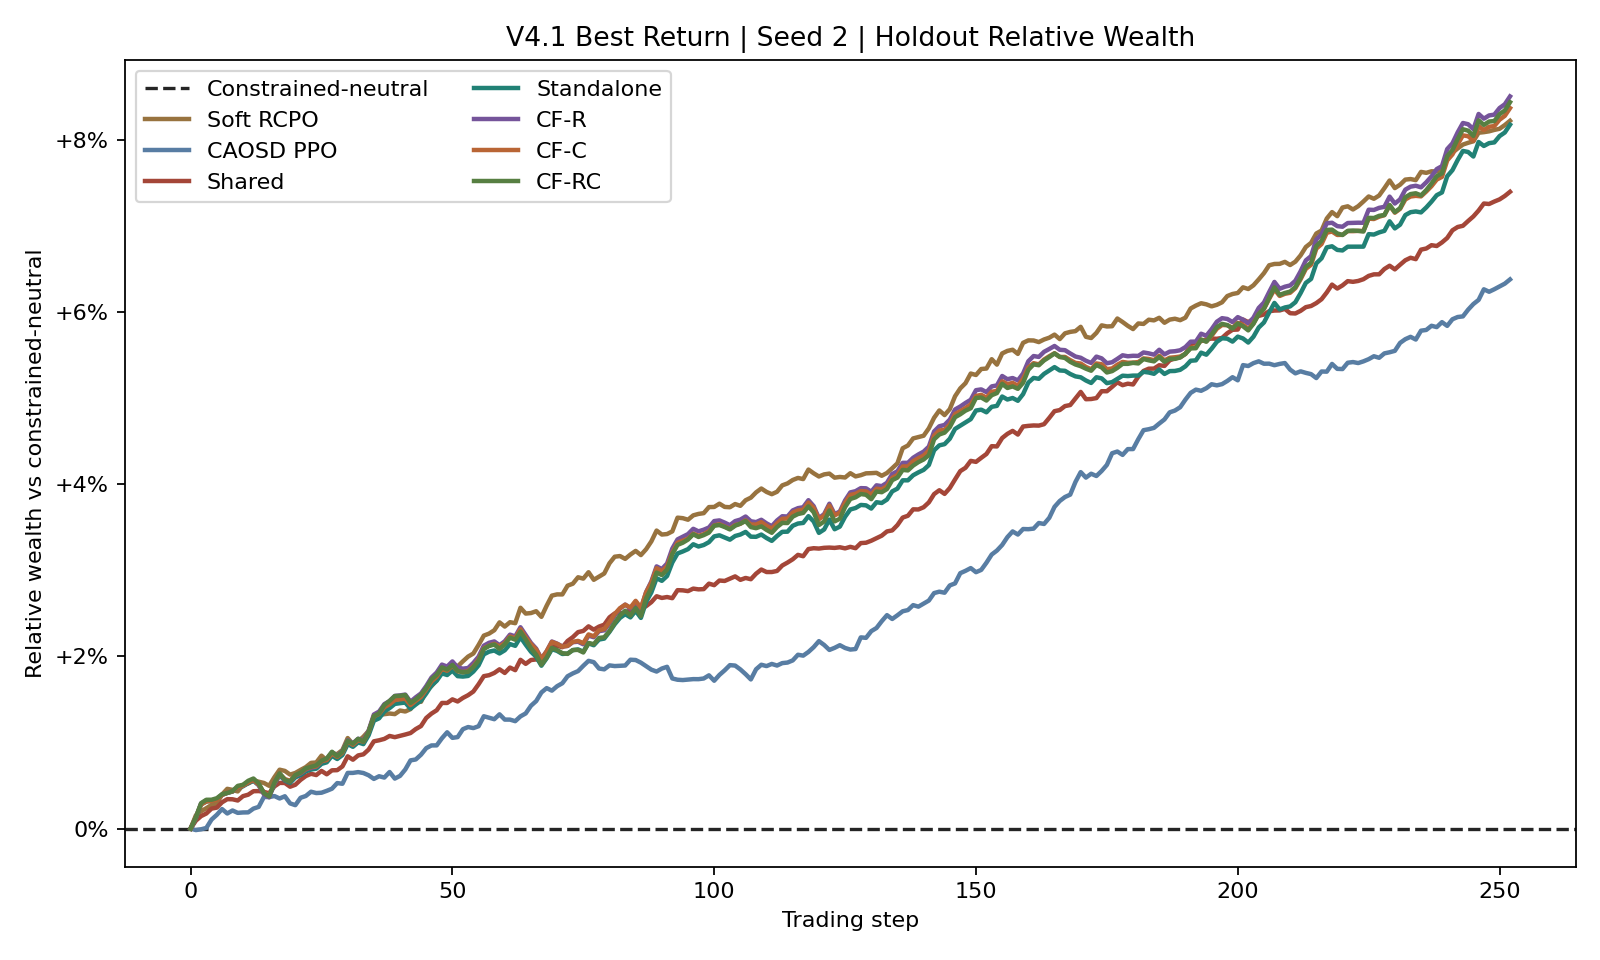 V4.1 Best Return | Seed 2 | Holdout Relative Wealth
Constrained-neutral
Soft RCPO
CAOSD PPO
Shared
Standalone
CF-R
CF-C
CF-RC
Relative wealth vs constrained-neutral
+8%
+6%
+4%
+2%
0%
0 50 100 150 200 250
Trading step